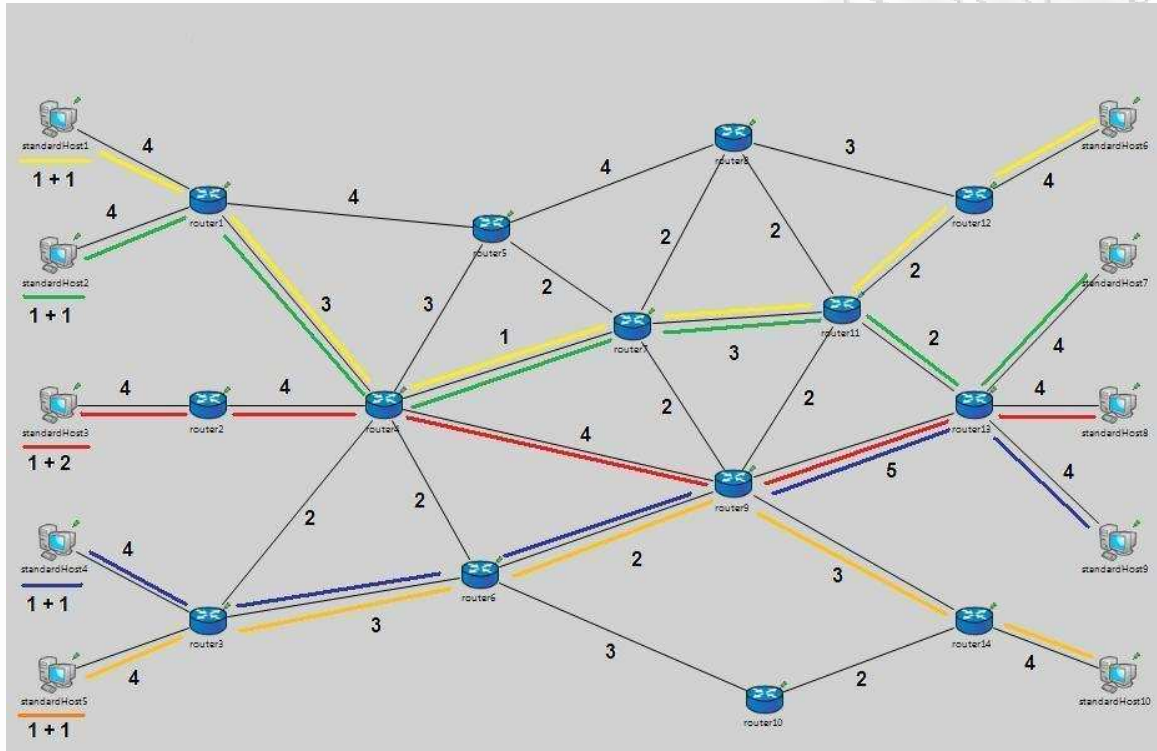 4
3
router8
standardHost1
4
standardHost6
1 + 1
4
4
4
router1
router12
router5
2
2
2
standardHost2
3
3
2
standardHost7
1 + 1
1
router11
2
router7
3
4
4
4
2
2
4
standardHost3
router2
router4
4
router13
standardHost8
1 + 2
5
4
2
2
router9
4
standardHost4
standardHost9
2
3
1 + 1
router6
3
router3
router14
4
3
4
standardHost5
2
standardHost10
1 + 1
router10